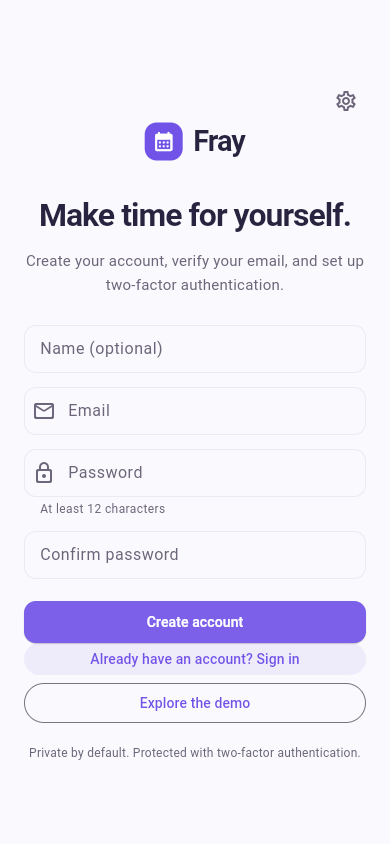 Fray
Make time for yourself.
Create your account, verify your email, and set up
two-factor authentication.
Name (optional)
Email
Password
At least 12 characters
Confirm password
Create account
Already have an account? Sign in
Explore the demo
Private by default. Protected with two-factor authentication.